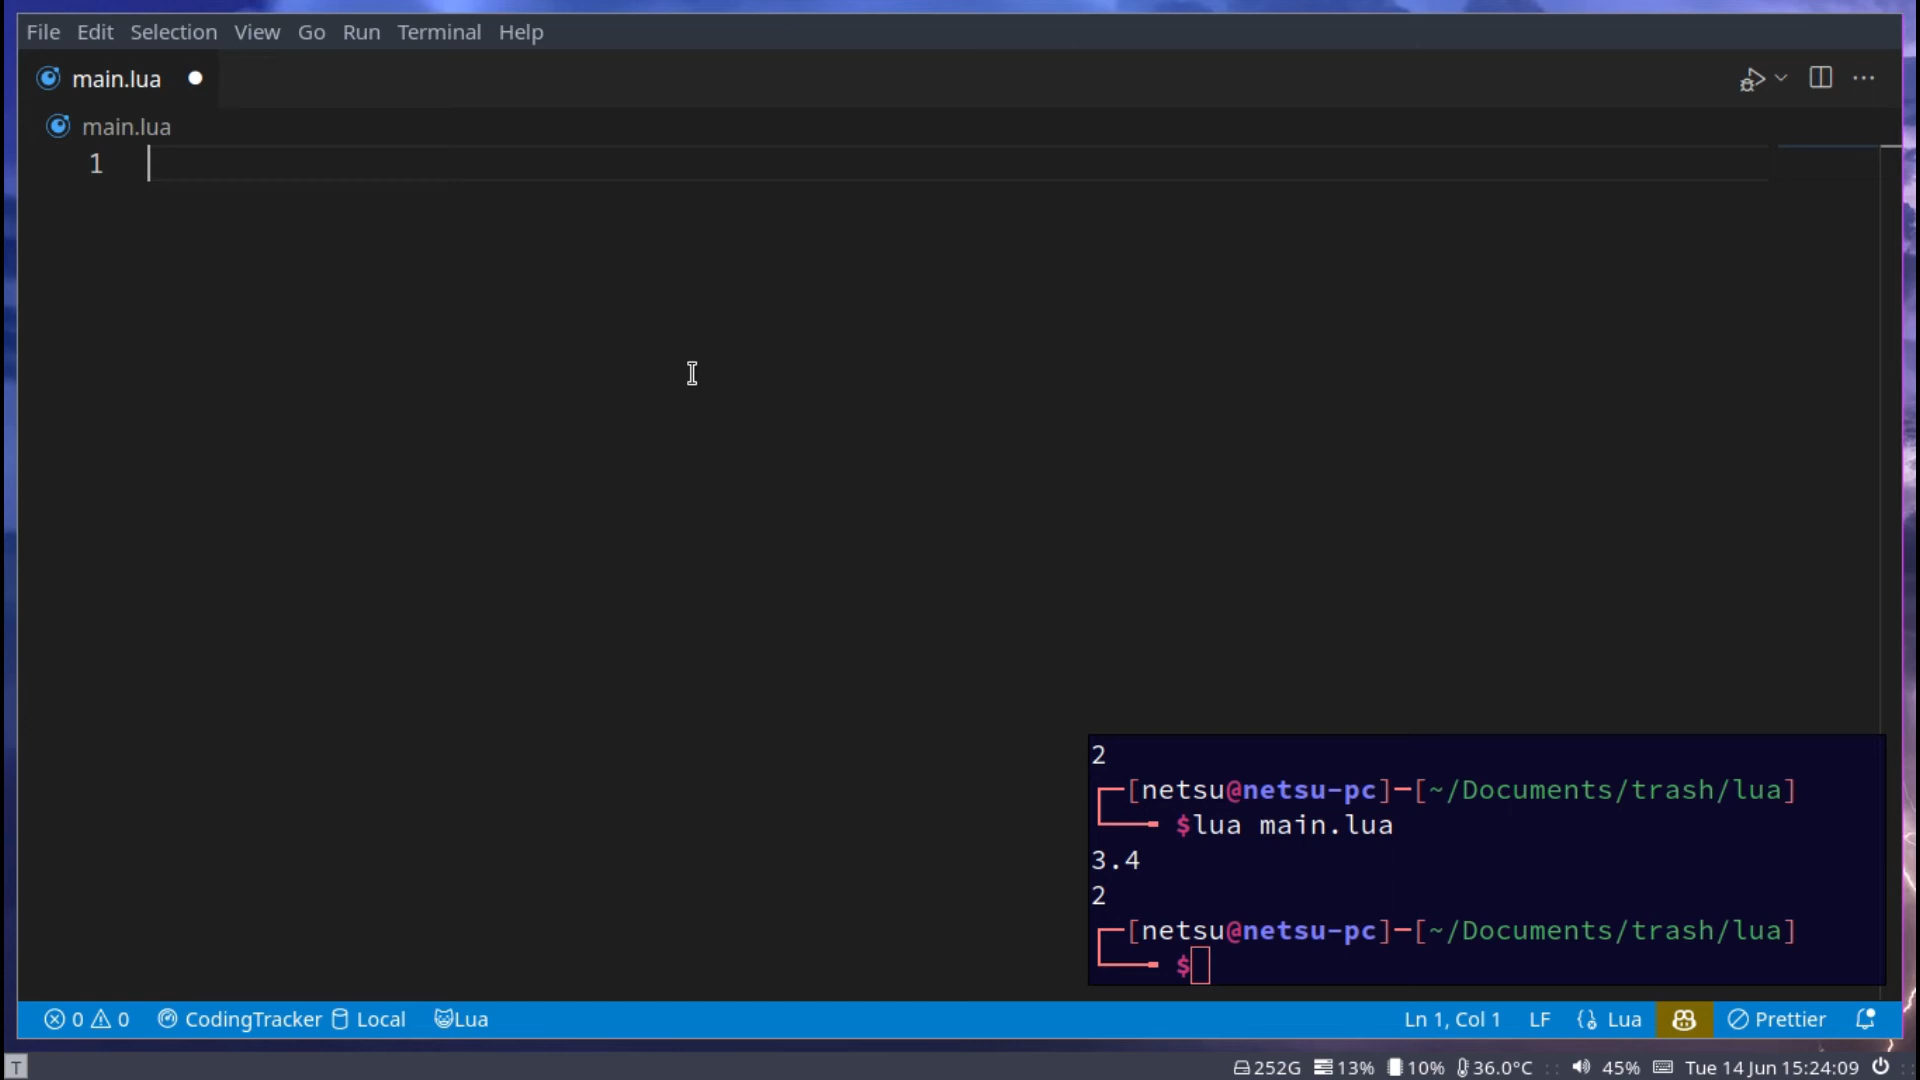 File Edit Selection View Go Run Terminal Help
main.lua
main.lua
1
2
[netsu@netsu-pc]-[~/Documents/trash/lua]
$lua main.lua
3.4
2
[netsu@netsu-pc]-[~/Documents/trash/lua]
$
0 0 CodingTracker Local Lua Ln 1, Col 1 LF Lua Prettier
T 252G 13% 10% 36.0°C 45% Tue 14 Jun 15:24:09